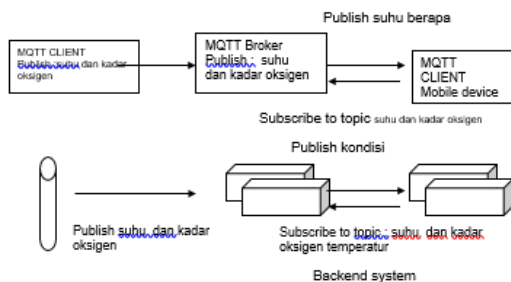 Publish suhu berapa
MQTT CLIENT
Publish : suhu dan kadar
oksigen
MQTT Broker
Publish : suhu
dan kadar oksigen
MQTT
CLIENT
Mobile device
Subscribe to topic suhu dan kadar oksigen
Publish kondisi
Publish suhu dan kadar
oksigen
Subscribe to topic : suhu dan kadar
oksigen temperatur
Backend system